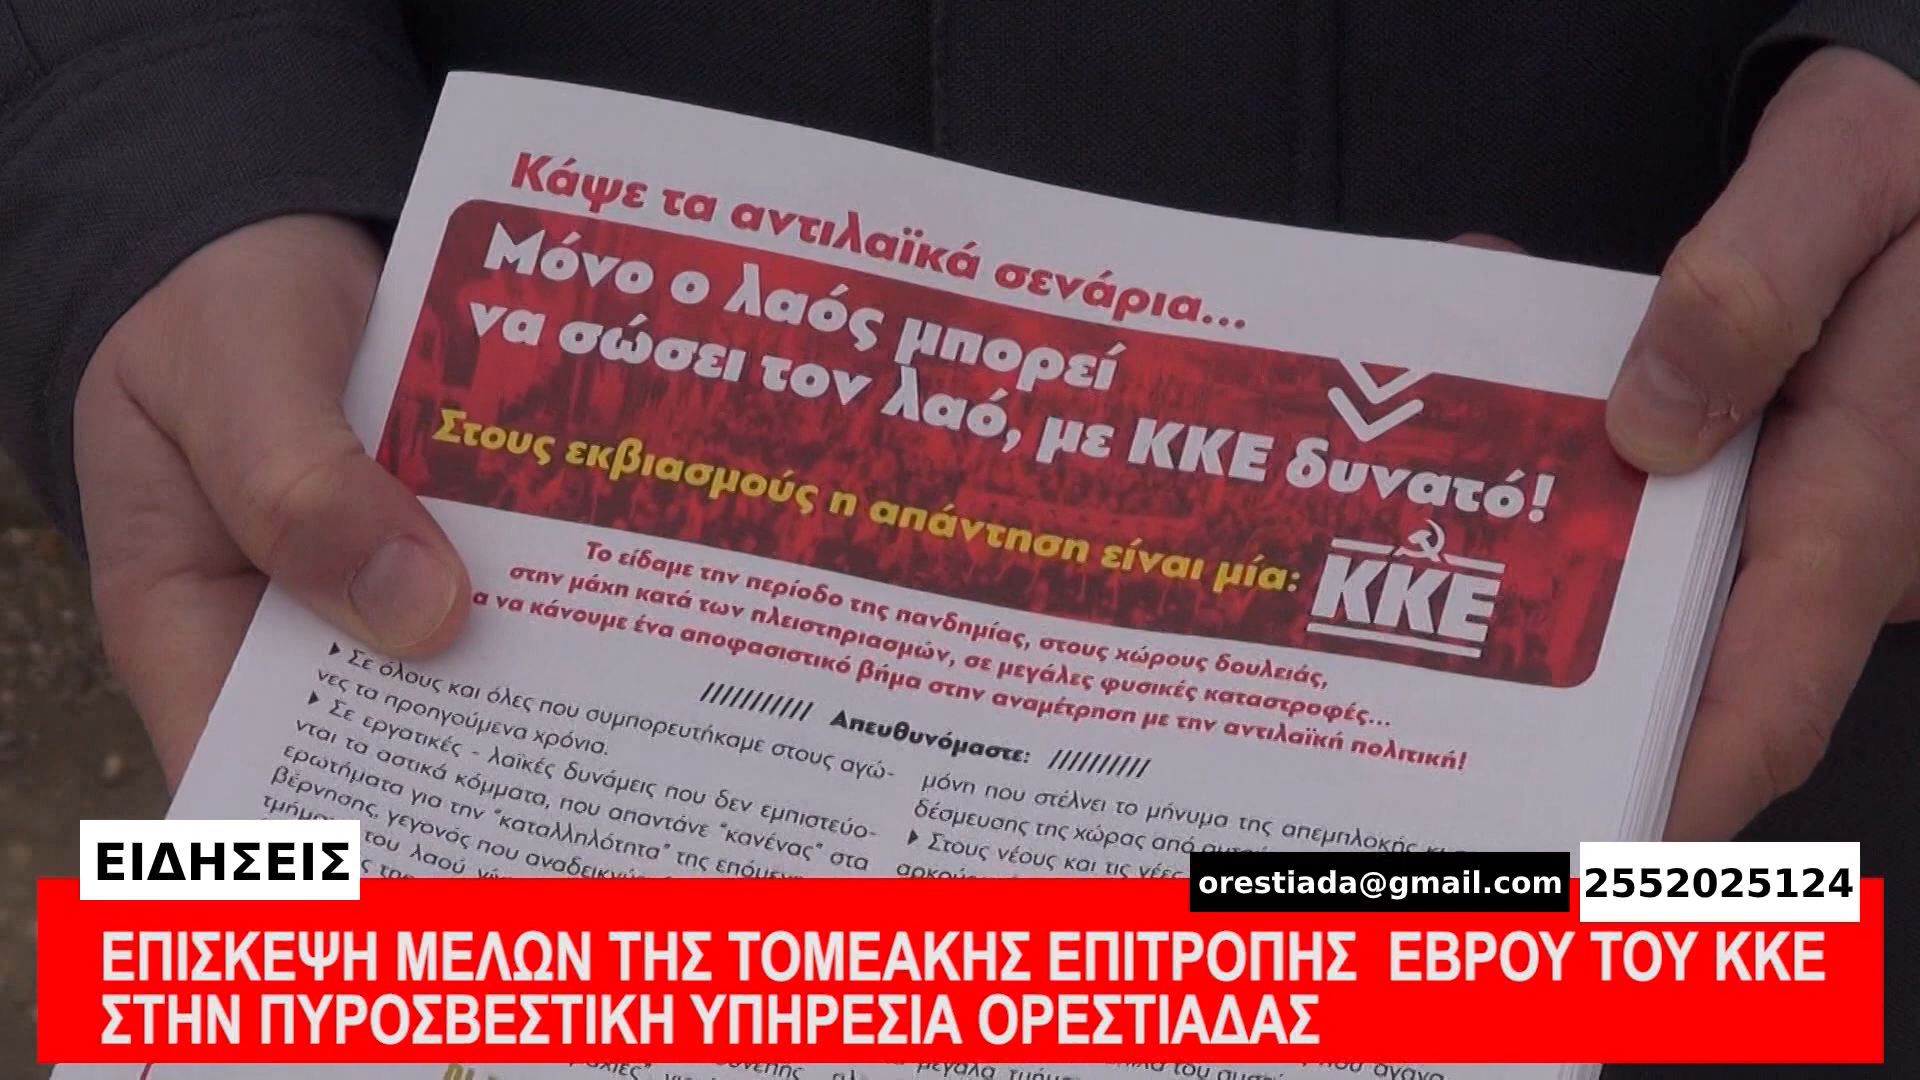 Κάψε τα αντιλαϊκά σενάρια...
Μόνο ο λαός μπορεί
να σώσει τον λαό, με ΚΚΕ δυνατό!
Στους εκβιασμούς η απάντηση είναι μία:
ΚΚΕ
Το είδαμε την περίοδο της πανδημίας, στους χώρους δουλειάς,
στην μάχη κατά των πλειστηριασμών, σε μεγάλες φυσικές καταστροφές...
α να κάνουμε ένα αποφασιστικό βήμα στην αναμέτρηση με την αντιλαϊκή πολιτική!
Απευθυνόμαστε:
Σε όλους και όλες που συμπορευτήκαμε στους αγώ-
νες τα προηγούμενα χρόνια.
Σε εργατικές - λαϊκές δυνάμεις που δεν εμπιστεύο-
νται τα αστικά κόμματα, που απαντάνε "κανένας" στα
ερωτήματα για την "καταλληλότητα" της
βέρνησης, γεγονός που
του λαού
μόνη που στέλνει το μήνυμα της απεμπλοκής
δέσμευσης της χώρας από
Στους νέους και τις νέες
ΕΙΔΗΣΕΙΣ
orestiada@gmail.com
2552025124
ΕΠΙΣΚΕΨΗ ΜΕΛΩΝ ΤΗΣ ΤΟΜΕΑΚΗΣ ΕΠΙΤΡΟΠΗΣ ΕΒΡΟΥ ΤΟΥ ΚΚΕ
ΣΤΗΝ ΠΥΡΟΣΒΕΣΤΙΚΗ ΥΠΗΡΕΣΙΑ ΟΡΕΣΤΙΑΔΑΣ